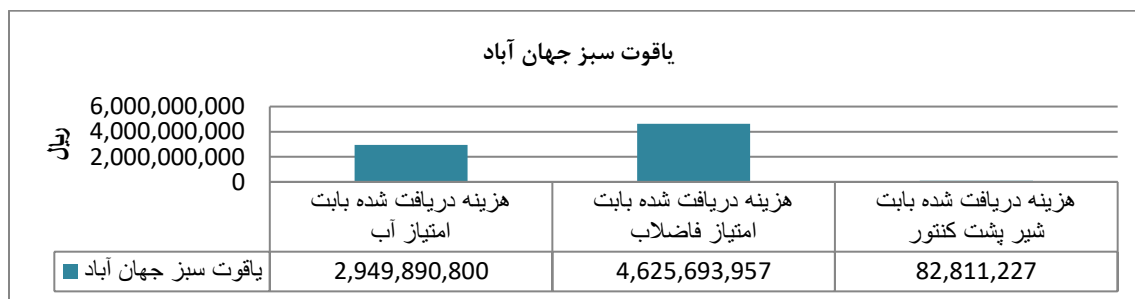 یاقوت سبز جهان آباد
ریال
6,000,000,000
4,000,000,000
2,000,000,000
0
هزینه دریافت شده بابت
امتیاز آب
هزینه دریافت شده بابت
امتیاز فاضلاب
هزینه دریافت شده بابت
شیر پشت کنتور
یاقوت سبز جهان آباد
2,949,890,800
4,625,693,957
82,811,227